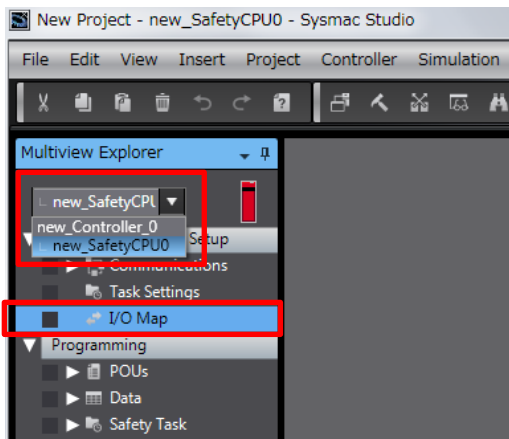 New Project - new_SafetyCPU0 - Sysmac Studio
File Edit View Insert Project Controller Simulation
Multiview Explorer
new_SafetyCPU
new_Controller_0
new_SafetyCPU0 Setup
Communications
Task Settings
I/O Map
Programming
POUs
Data
Safety Task